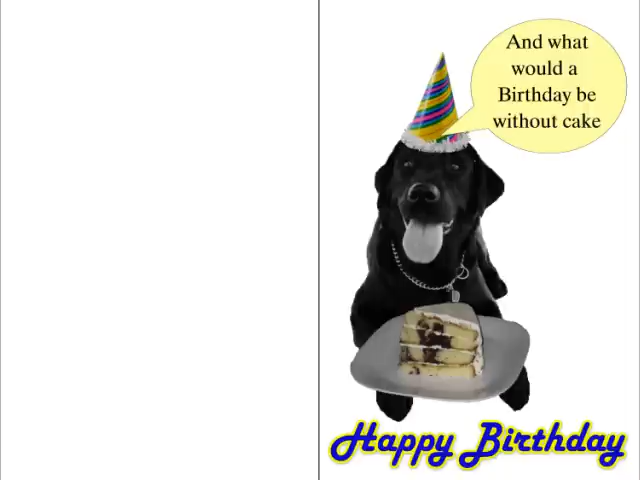 And what
would a
Birthday be
without cake
Happy Birthday